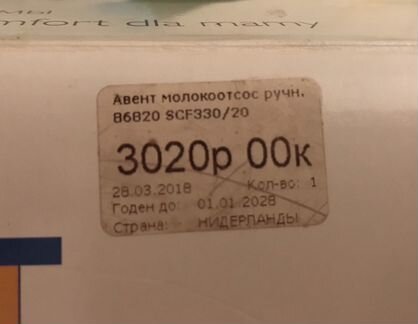 мы
mfort dla mamy
Авент молокоотсос ручн.
86820 SCF330/20
3020р 00к
28.03.2018 Кол-во: 1
Годен до: 01.01.2028
Страна: НИДЕРЛАНДЫ